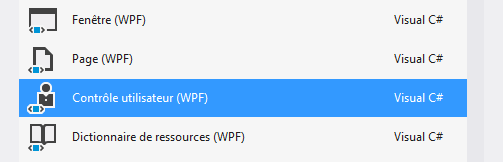 Fenêtre (WPF) Visual C#
Page (WPF) Visual C#
Contrôle utilisateur (WPF) Visual C#
Dictionnaire de ressources (WPF) Visual C#